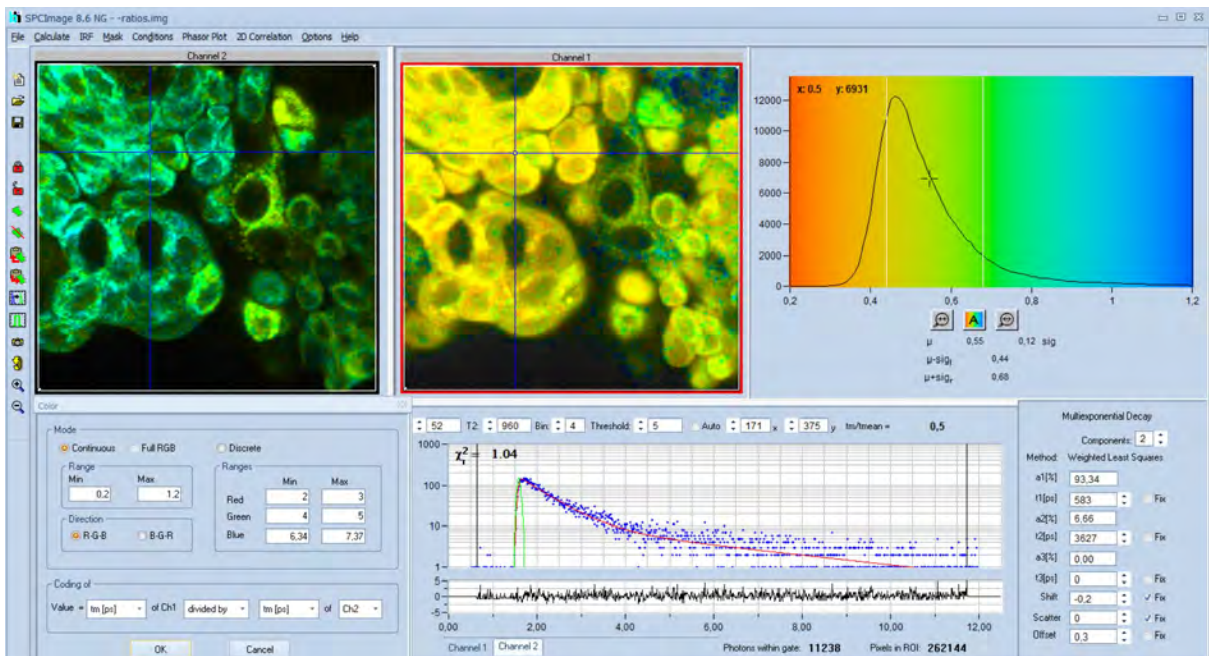 SPCImage 8.6 NG - -ratios.img
File Calculate IRF Mask Conditions Phasor Plot 2D Correlation Options Help
Channel 2
Channel 1
x: 0.5 y: 6931
12000
10000
8000
6000
4000
2000
0
0,2 0,4 0,6 0,8 1 1,2
A
μ 0,55 0,12 sig
μ-sigl 0,44
μ+sigr 0,68
Color
Mode
Continuous Full RGB Discrete
Range
Min Max
0,2 1,2
Direction
R-G-B B-G-R
Ranges
Min Max
Red 2 3
Green 4 5
Blue 6,34 7,37
Coding of
Value = tm [ps] of Ch1 divided by tm [ps] of Ch2
OK Cancel
52 T2: 960 Bin: 4 Threshold: 5 Auto 171 x 375 y tm/tmean = 0,5
χr2 = 1.04
1000
100
10
1
5
0
-5
0,00 2,00 4,00 6,00 8,00 10,00 12,00
Channel 1 Channel 2
Photons within gate: 11238 Pixels in ROI: 262144
Multiexponential Decay
Components: 2
Method: Weighted Least Squares
a1[%] 93,34
t1[ps] 583 Fix
a2[%] 6,66
t2[ps] 3627 Fix
a3[%] 0,00
t3[ps] 0 Fix
Shift -0,2 Fix
Scatter 0 Fix
Offset 0,3 Fix